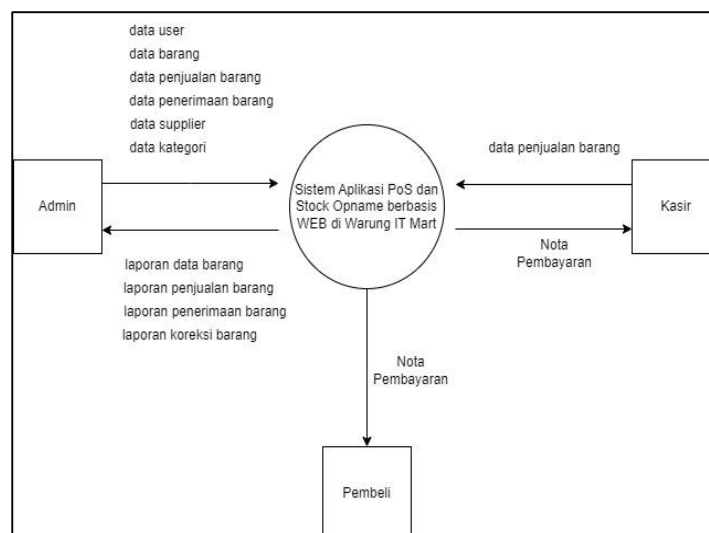 data user
data barang
data penjualan barang
data penerimaan barang
data supplier
data kategori
Admin
Sistem Aplikasi PoS dan
Stock Opname berbasis
WEB di Warung IT Mart
data penjualan barang
Kasir
Nota
Pembayaran
laporan data barang
laporan penjualan barang
laporan penerimaan barang
laporan koreksi barang
Nota
Pembayaran
Pembeli